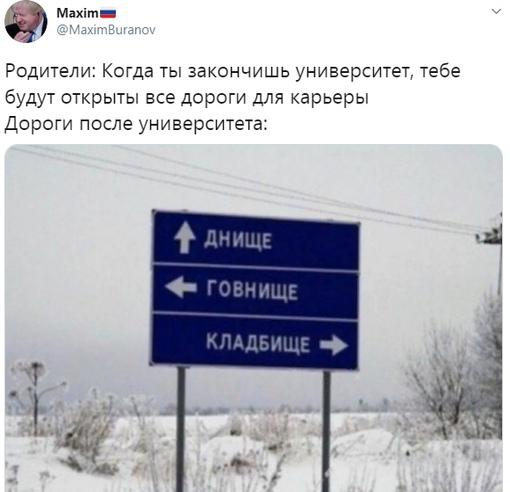 Maxim🇷🇺
@MaximBuranov
Родители: Когда ты закончишь университет, тебе
будут открыты все дороги для карьеры
Дороги после университета:
ДНИЩЕ
ГОВНИЩЕ
КЛАДБИЩЕ